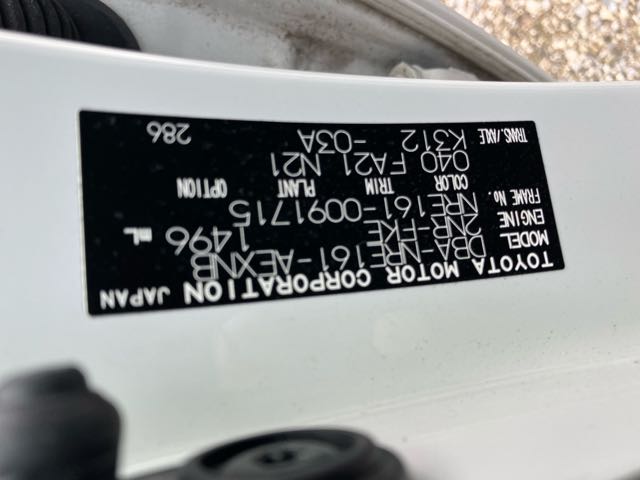 TOYOTA MOTOR CORPORATION JAPAN
MODEL DBA-NRE161-AEXNB
ENGINE 2NR-FKE 1496 mL
FRAME No. NRE161-0091715
COLOR TRIM PLANT OPTION
040 FA21 N21
TRANS./AXLE K312 -03A 286